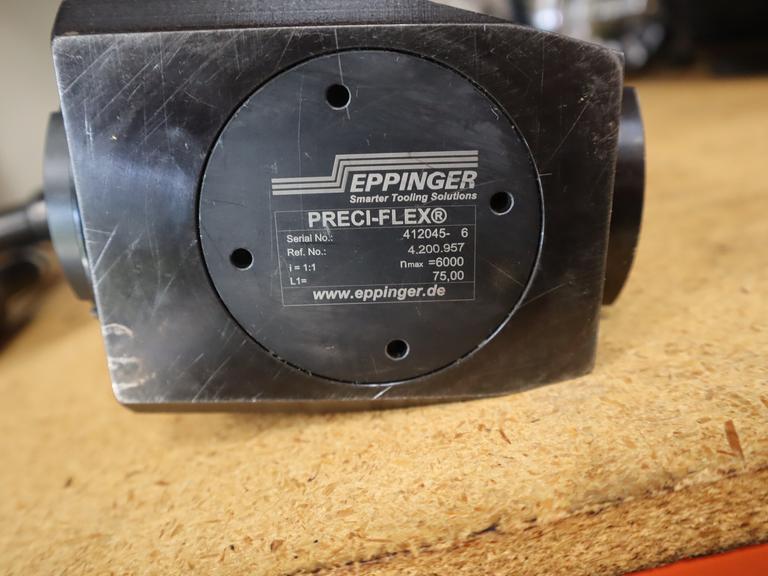 EPPINGER
Smarter Tooling Solutions
PRECI-FLEX®
Serial No.: 412045- 6
Ref. No.: 4.200.957
i = 1:1 nmax =6000
L1= 75,00
www.eppinger.de